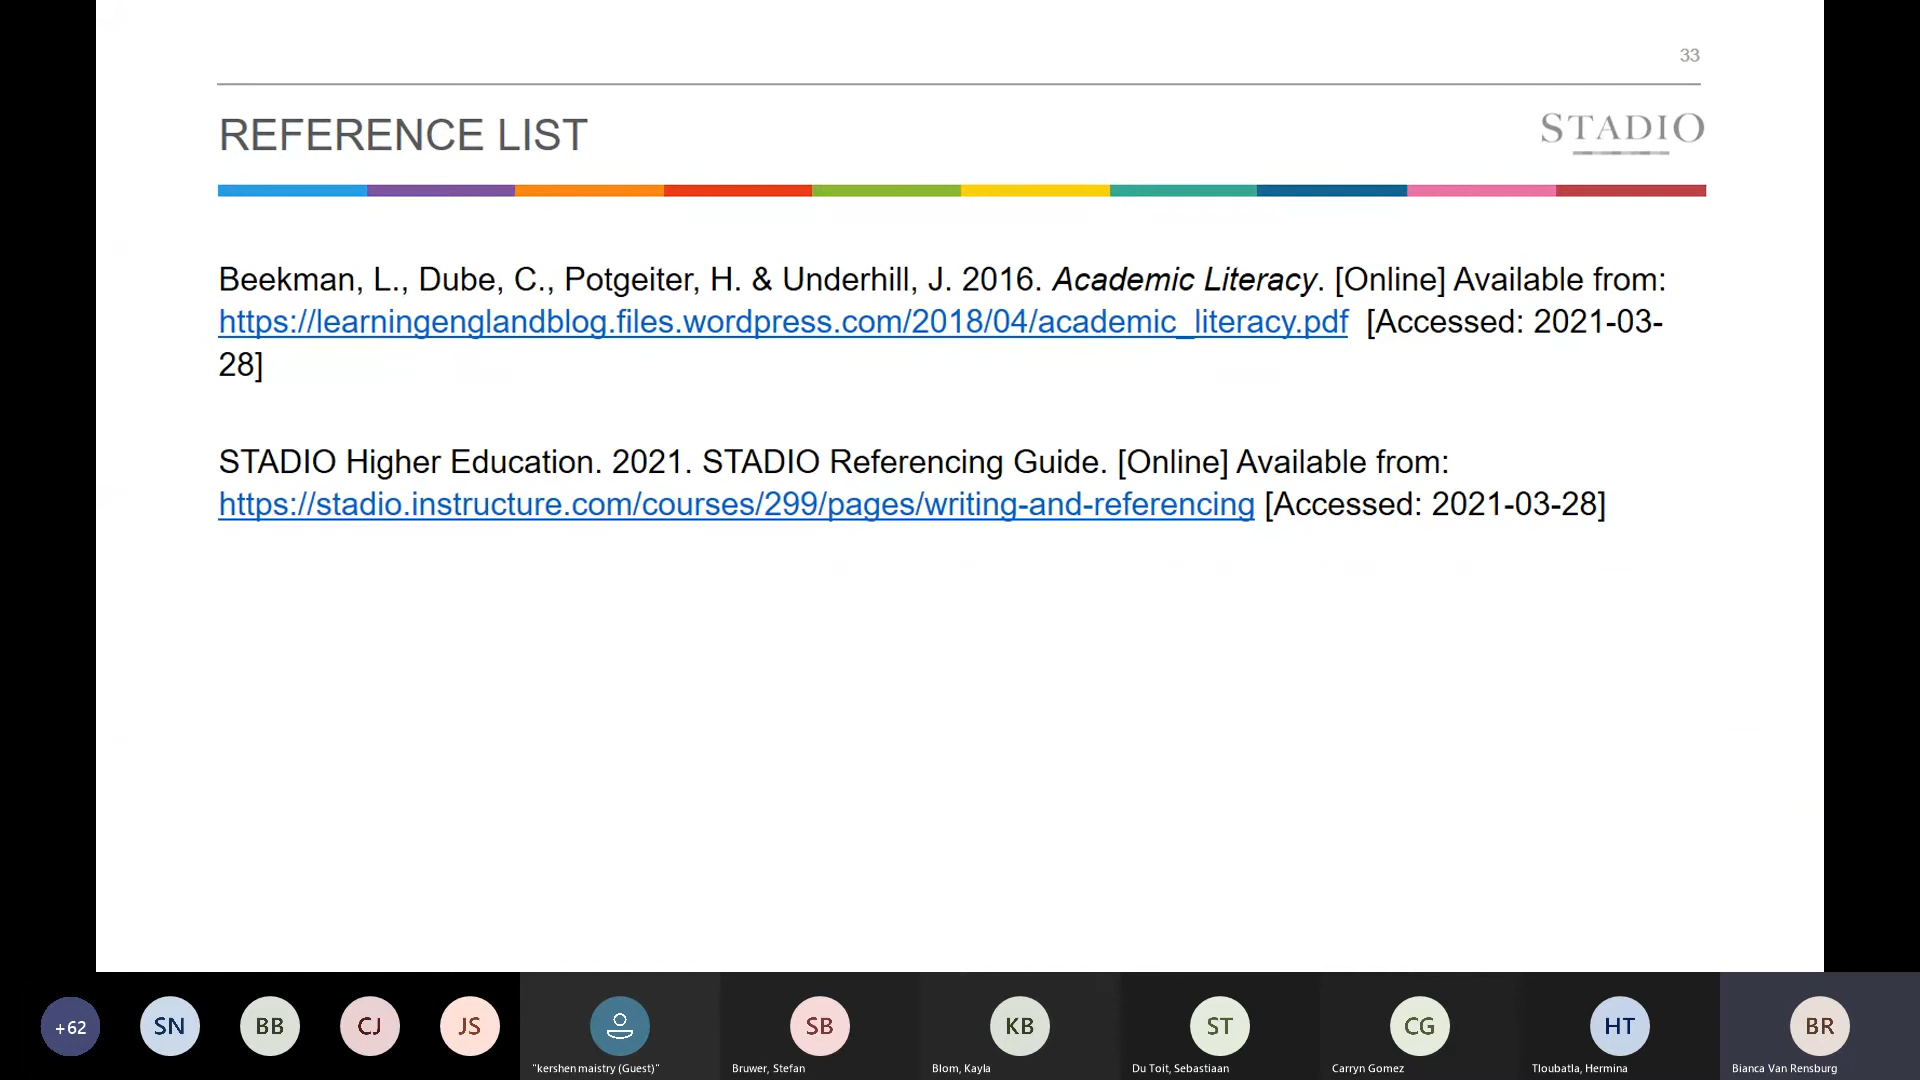 33
REFERENCE LIST
STADIO
Beekman, L., Dube, C., Potgeiter, H. & Underhill, J. 2016. Academic Literacy. [Online] Available from:
https://learningenglandblog.files.wordpress.com/2018/04/academic_literacy.pdf [Accessed: 2021-03-
28]
STADIO Higher Education. 2021. STADIO Referencing Guide. [Online] Available from:
https://stadio.instructure.com/courses/299/pages/writing-and-referencing [Accessed: 2021-03-28]
+62 SN BB CJ JS SB KB ST CG HT BR
"kershen maistry (Guest)" Bruwer, Stefan Blom, Kayla Du Toit, Sebastiaan Carryn Gomez Tloubatla, Hermina Bianca Van Rensburg